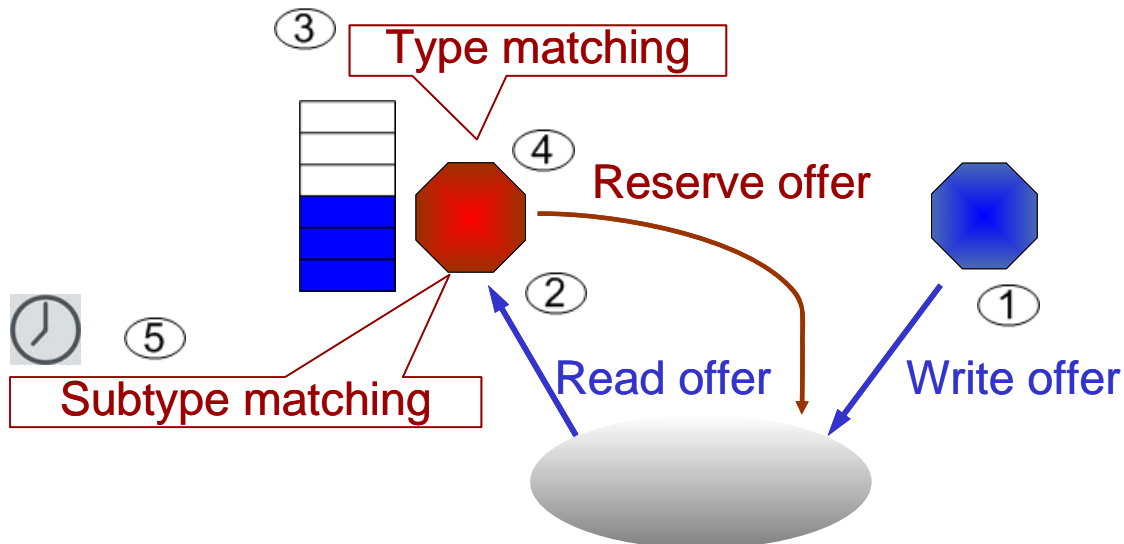 3
Type matching
4
Reserve offer
2
1
5
Read offer
Write offer
Subtype matching